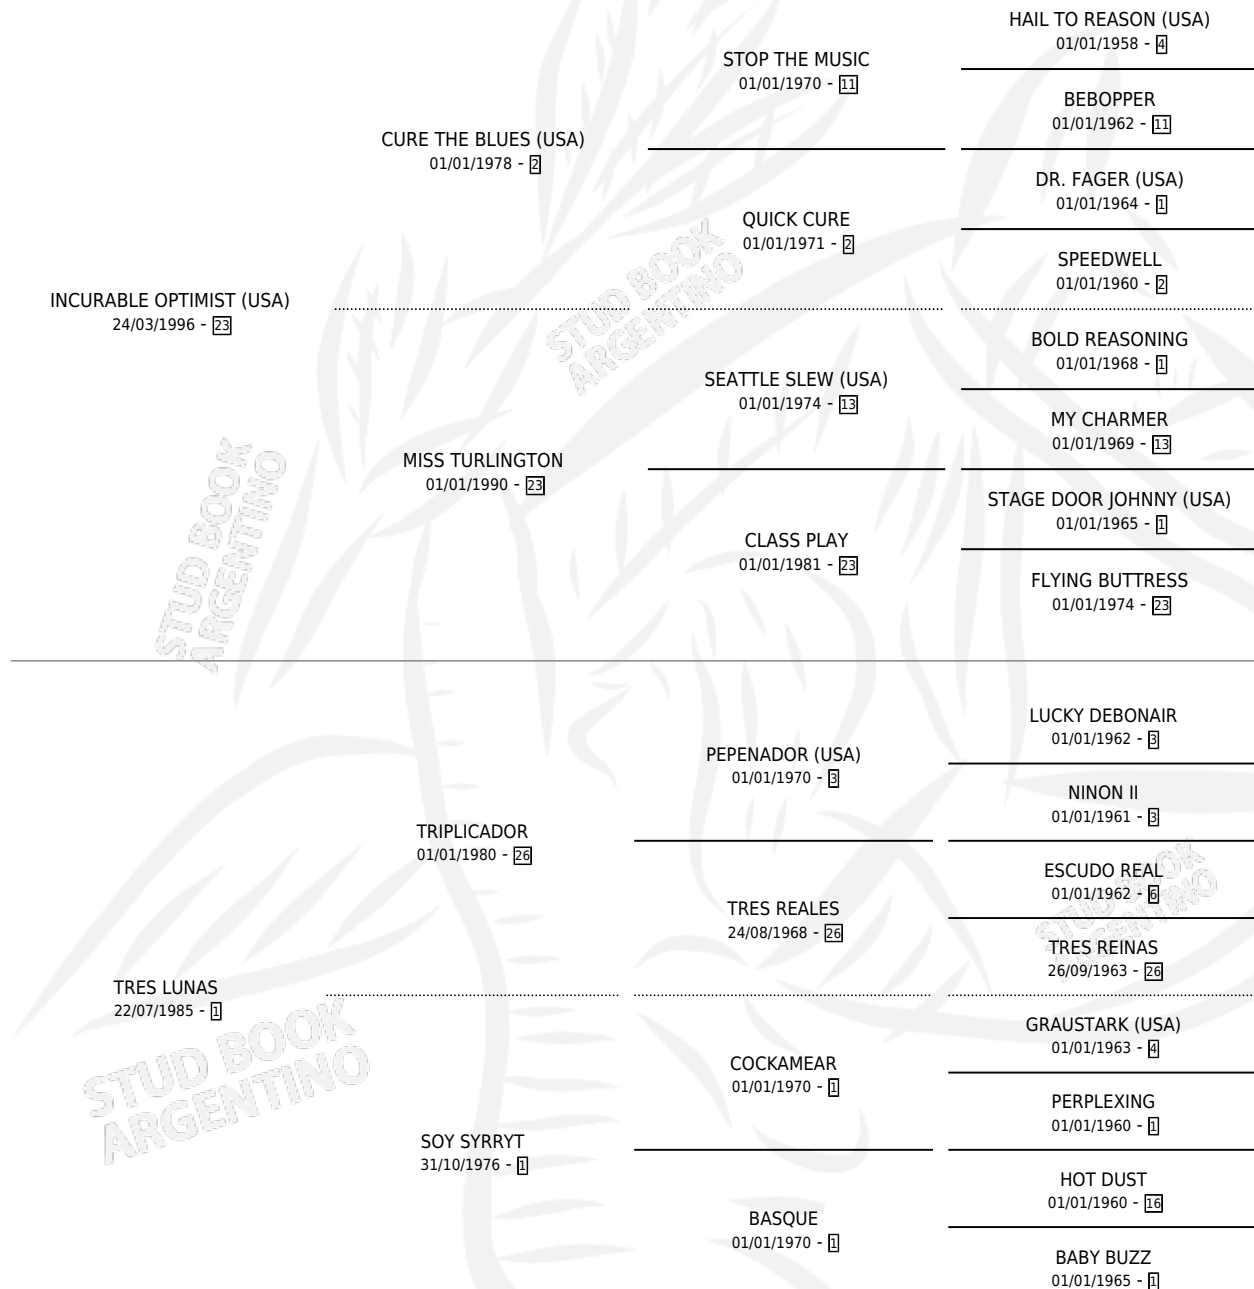 HAIL TO REASON (USA)
01/01/1958 - 4
STOP THE MUSIC
01/01/1970 - 11
BEBOPPER
01/01/1962 - 11
CURE THE BLUES (USA)
01/01/1978 - 2
DR. FAGER (USA)
01/01/1964 - 1
QUICK CURE
01/01/1971 - 2
SPEEDWELL
01/01/1960 - 2
INCURABLE OPTIMIST (USA)
24/03/1996 - 23
BOLD REASONING
01/01/1968 - 1
SEATTLE SLEW (USA)
01/01/1974 - 13
MY CHARMER
01/01/1969 - 13
MISS TURLINGTON
01/01/1990 - 23
STAGE DOOR JOHNNY (USA)
01/01/1965 - 1
CLASS PLAY
01/01/1981 - 23
FLYING BUTTRESS
01/01/1974 - 23
LUCKY DEBONAIR
01/01/1962 - 3
PEPENADOR (USA)
01/01/1970 - 3
NINON II
01/01/1961 - 3
TRIPLICADOR
01/01/1980 - 26
ESCUDO REAL
01/01/1962 - 6
TRES REALES
24/08/1968 - 26
TRES REINAS
26/09/1963 - 26
TRES LUNAS
22/07/1985 - 1
GRAUSTARK (USA)
01/01/1963 - 4
COCKAMEAR
01/01/1970 - 1
PERPLEXING
01/01/1960 - 1
SOY SYRRYT
31/10/1976 - 1
HOT DUST
01/01/1960 - 16
BASQUE
01/01/1970 - 1
BABY BUZZ
01/01/1965 - 1
STUD BOOK
ARGENTINO
STUD BOOK
ARGENTINO
STUD BOOK
ARGENTINO
STUD BOOK
ARGENTINO